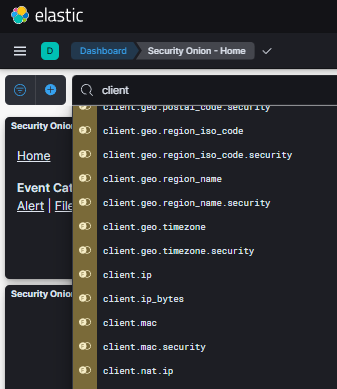 elastic
D Dashboard Security Onion - Home
client
client.geo.postal_code.security
Security Onion
client.geo.region_iso_code
Home
client.geo.region_iso_code.security
client.geo.region_name
Event Cat
Alert | File
client.geo.region_name.security
client.geo.timezone
client.geo.timezone.security
client.ip
Security Onion
client.ip_bytes
client.mac
client.mac.security
client.nat.ip